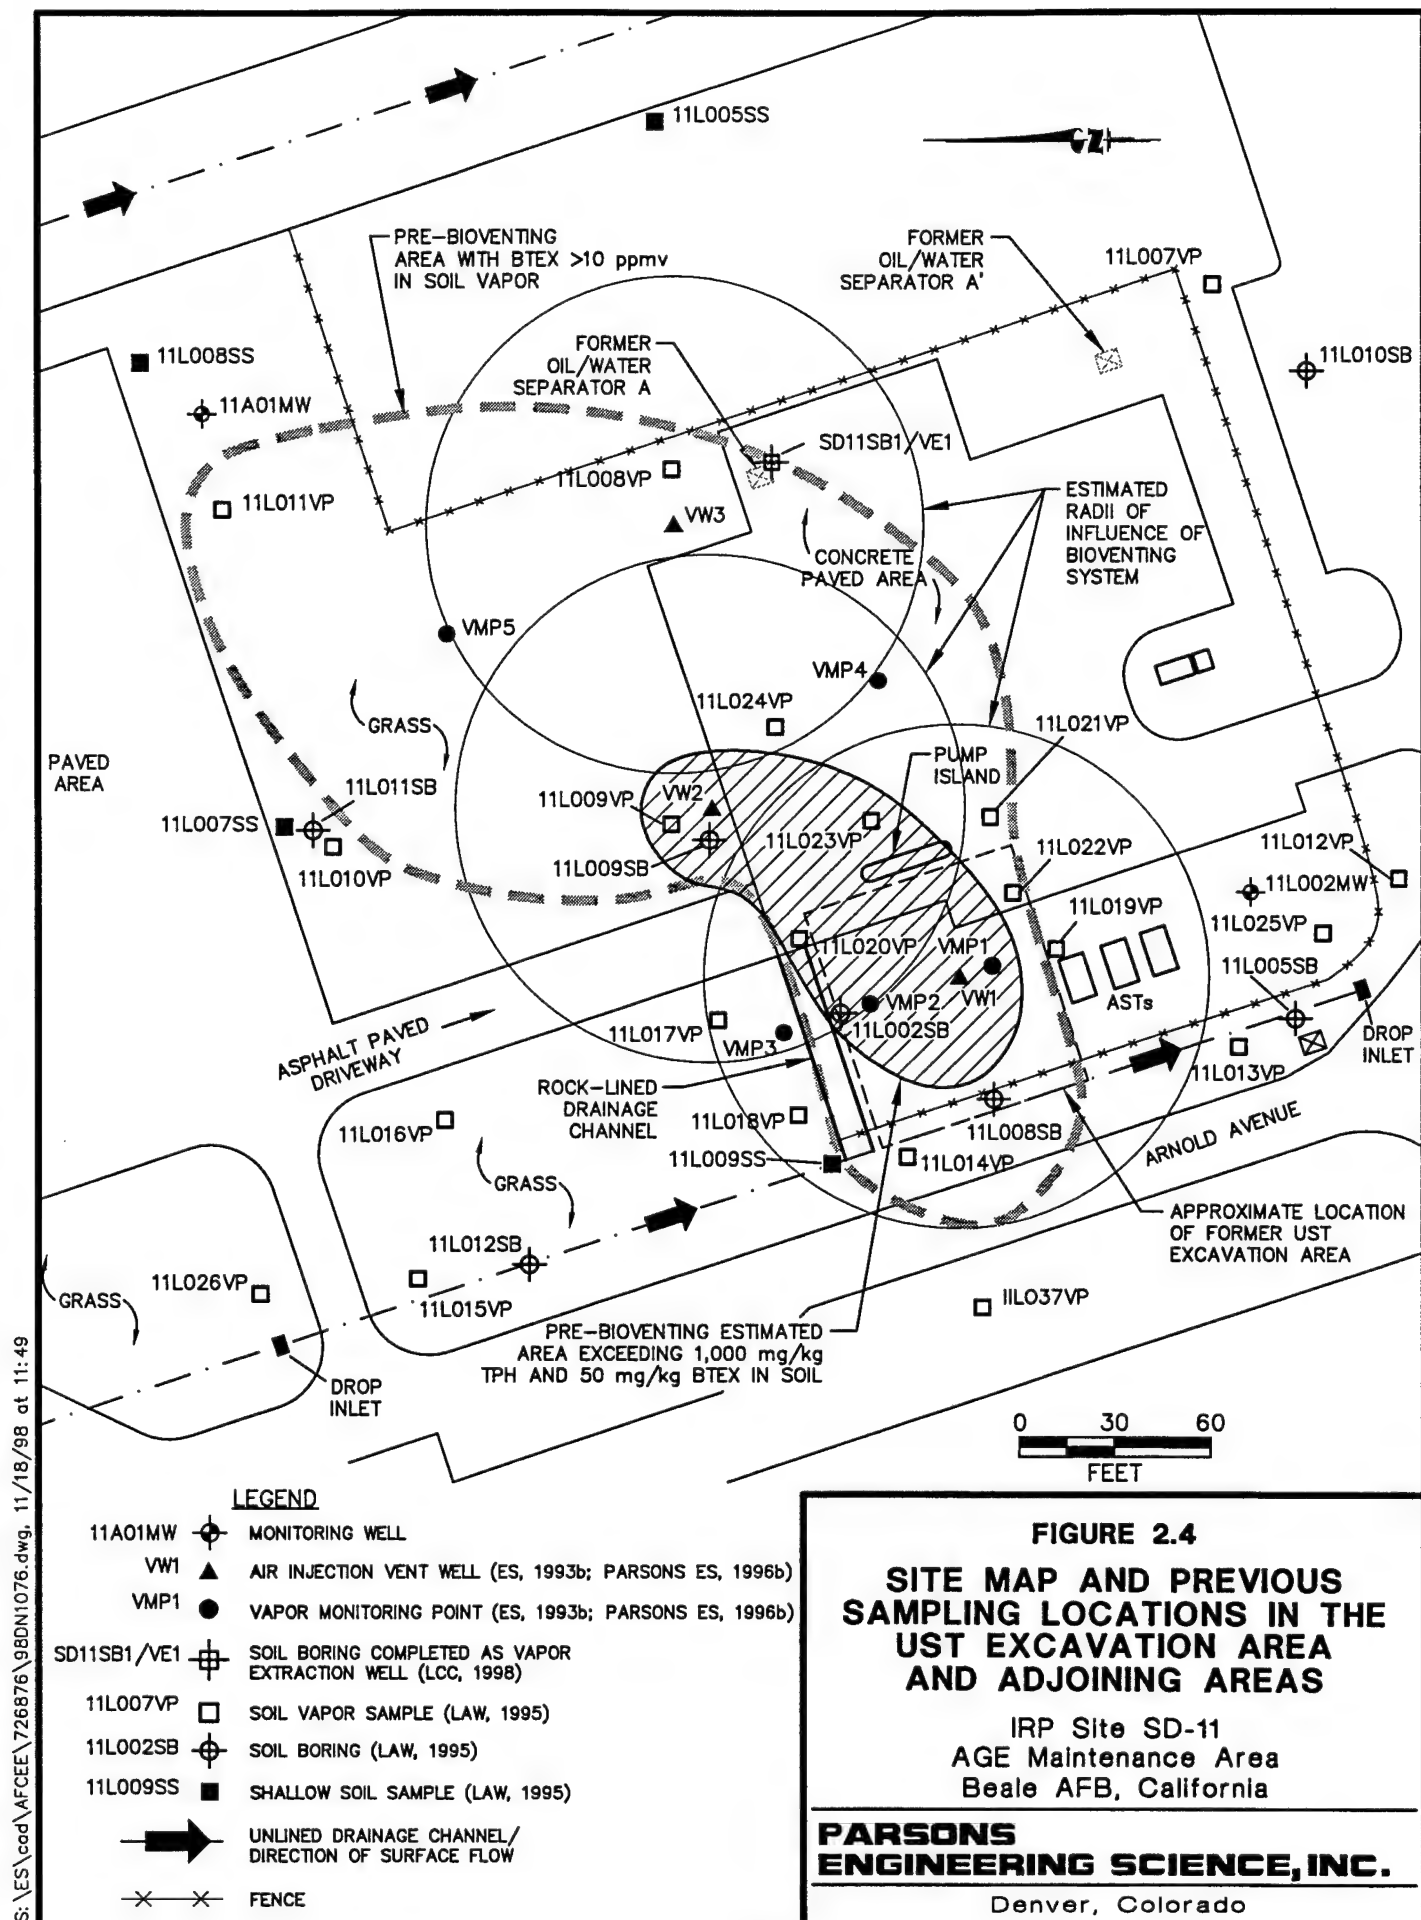 11L005SS
N
PRE-BIOVENTING
AREA WITH BTEX >10 ppmv
IN SOIL VAPOR
FORMER
OIL/WATER
SEPARATOR A'
11L007VP
11L008SS
FORMER
OIL/WATER
SEPARATOR A
11L010SB
11A01MW
SD11SB1/VE1
11L008VP
11L011VP
VW3
ESTIMATED
RADII OF
INFLUENCE OF
BIOVENTING
SYSTEM
CONCRETE
PAVED AREA
VMP5
VMP4
11L024VP
GRASS
11L021VP
PAVED
AREA
PUMP
ISLAND
11L011SB
11L009VP
VW2
11L007SS
11L023VP
11L012VP
11L022VP
11L009SB
11L010VP
11L002MW
11L019VP
11L025VP
11L020VP
VMP1
11L005SB
VW1
ASTs
VMP2
11L002SB
11L017VP
VMP3
DROP
INLET
ASPHALT PAVED
DRIVEWAY
11L013VP
ROCK-LINED
DRAINAGE
CHANNEL
11L018VP
11L016VP
11L008SB
ARNOLD AVENUE
11L009SS
11L014VP
GRASS
APPROXIMATE LOCATION
OF FORMER UST
EXCAVATION AREA
11L012SB
11L026VP
GRASS
11L015VP
IILO37VP
PRE-BIOVENTING ESTIMATED
AREA EXCEEDING 1,000 mg/kg
TPH AND 50 mg/kg BTEX IN SOIL
DROP
INLET
0 30 60
FEET
LEGEND
11A01MW MONITORING WELL
VW1 AIR INJECTION VENT WELL (ES, 1993b; PARSONS ES, 1996b)
VMP1 VAPOR MONITORING POINT (ES, 1993b; PARSONS ES, 1996b)
SD11SB1/VE1 SOIL BORING COMPLETED AS VAPOR
EXTRACTION WELL (LCC, 1998)
11L007VP SOIL VAPOR SAMPLE (LAW, 1995)
11L002SB SOIL BORING (LAW, 1995)
11L009SS SHALLOW SOIL SAMPLE (LAW, 1995)
UNLINED DRAINAGE CHANNEL/
DIRECTION OF SURFACE FLOW
FENCE
FIGURE 2.4
SITE MAP AND PREVIOUS
SAMPLING LOCATIONS IN THE
UST EXCAVATION AREA
AND ADJOINING AREAS
IRP Site SD-11
AGE Maintenance Area
Beale AFB, California
PARSONS
ENGINEERING SCIENCE, INC.
Denver, Colorado
S:\ES\cad\AFCEE\726876\98DN1076.dwg, 11/18/98 at 11:49